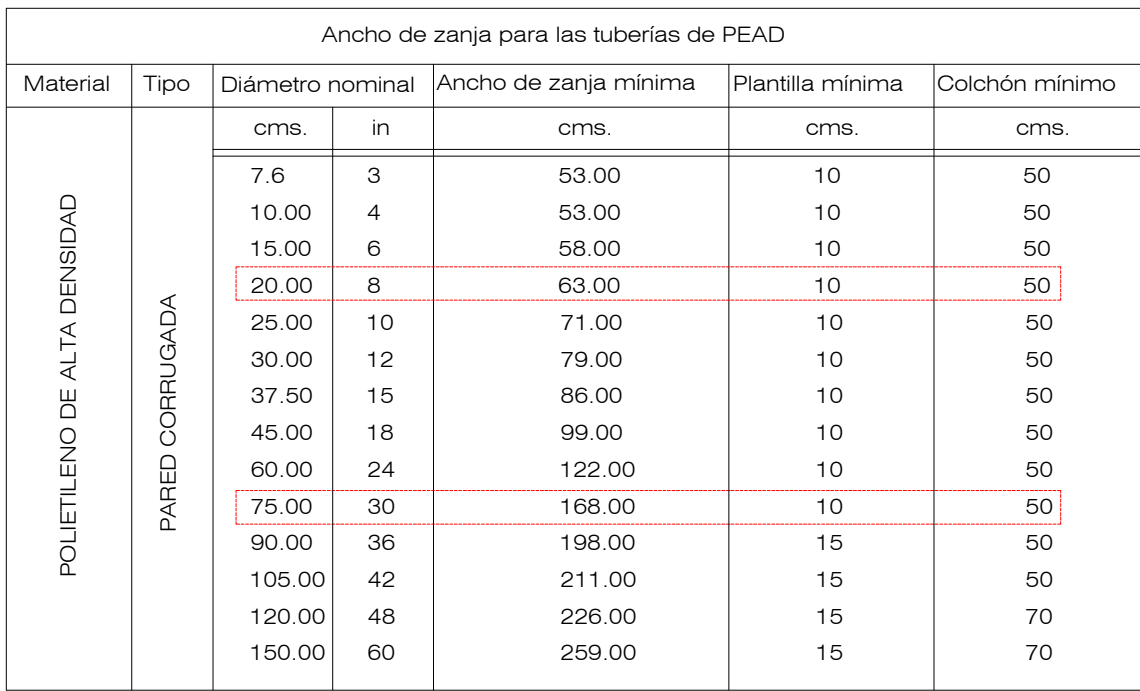 Ancho de zanja para las tuberías de PEAD
Material Tipo Diámetro nominal Ancho de zanja mínima Plantilla mínima Colchón mínimo
cms. in cms. cms. cms.
POLIETILENO DE ALTA DENSIDAD
PARED CORRUGADA
7.6 3 53.00 10 50
10.00 4 53.00 10 50
15.00 6 58.00 10 50
20.00 8 63.00 10 50
25.00 10 71.00 10 50
30.00 12 79.00 10 50
37.50 15 86.00 10 50
45.00 18 99.00 10 50
60.00 24 122.00 10 50
75.00 30 168.00 10 50
90.00 36 198.00 15 50
105.00 42 211.00 15 50
120.00 48 226.00 15 70
150.00 60 259.00 15 70